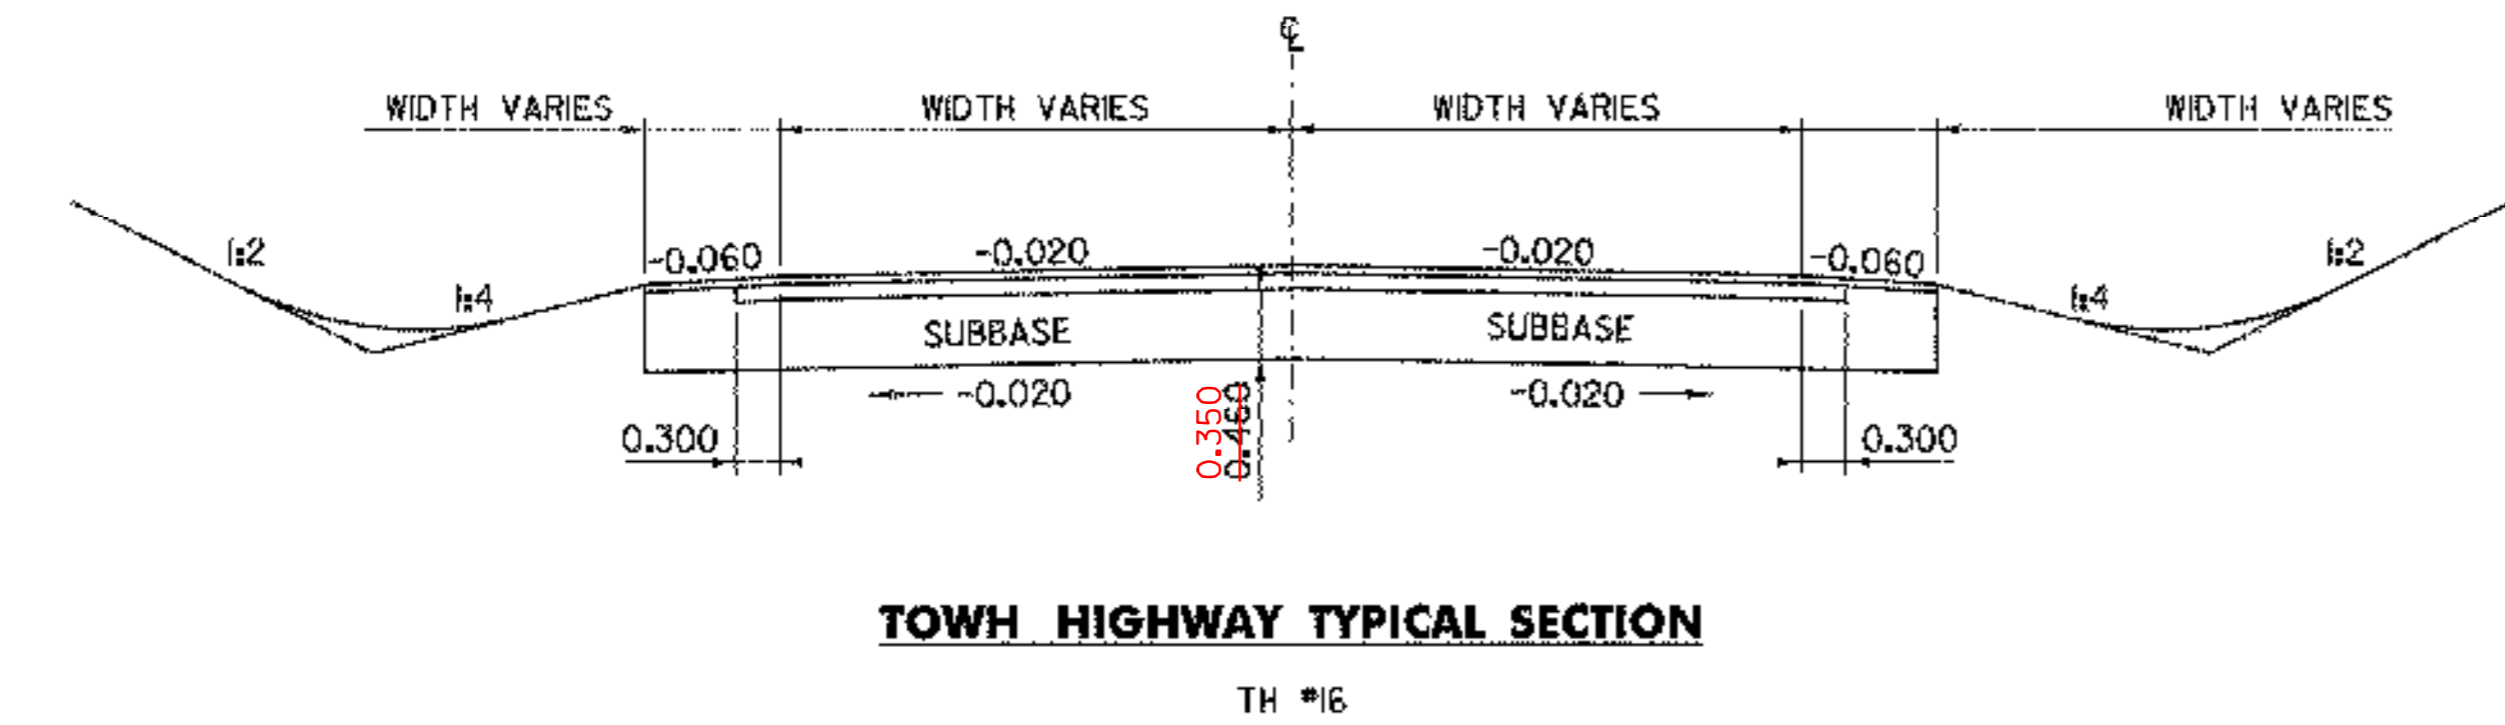 ℄
WIDTH VARIES WIDTH VARIES WIDTH VARIES WIDTH VARIES
1:2 -0.060 -0.020 -0.020 -0.060 1:2
1:4 1:4
SUBBASE SUBBASE
-0.020 -0.020
0.350
0.300 0.300
TOWH HIGHWAY TYPICAL SECTION
TH #16